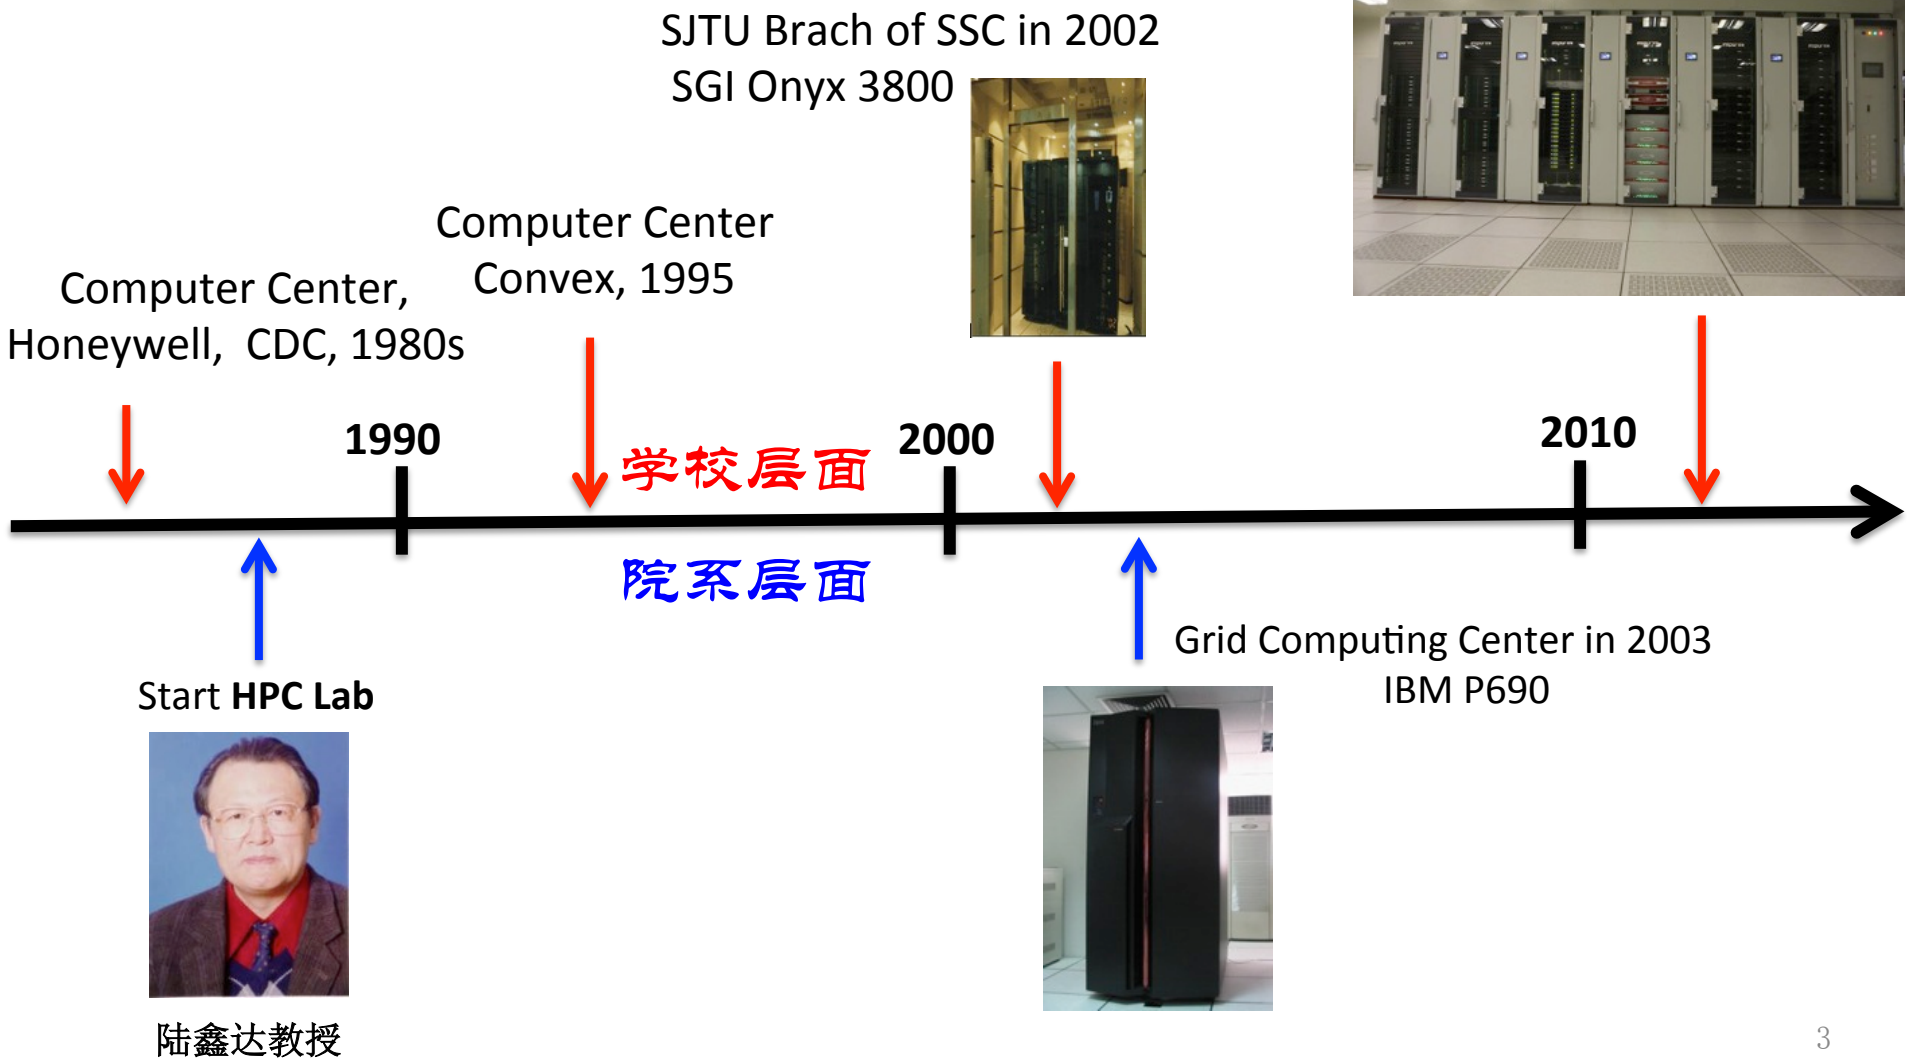 SJTU Brach of SSC in 2002
SGI Onyx 3800
Computer Center
Convex, 1995
Computer Center,
Honeywell, CDC, 1980s
1990
学校层面
2000
2010
院系层面
Start HPC Lab
Grid Computing Center in 2003
IBM P690
陆鑫达教授
3